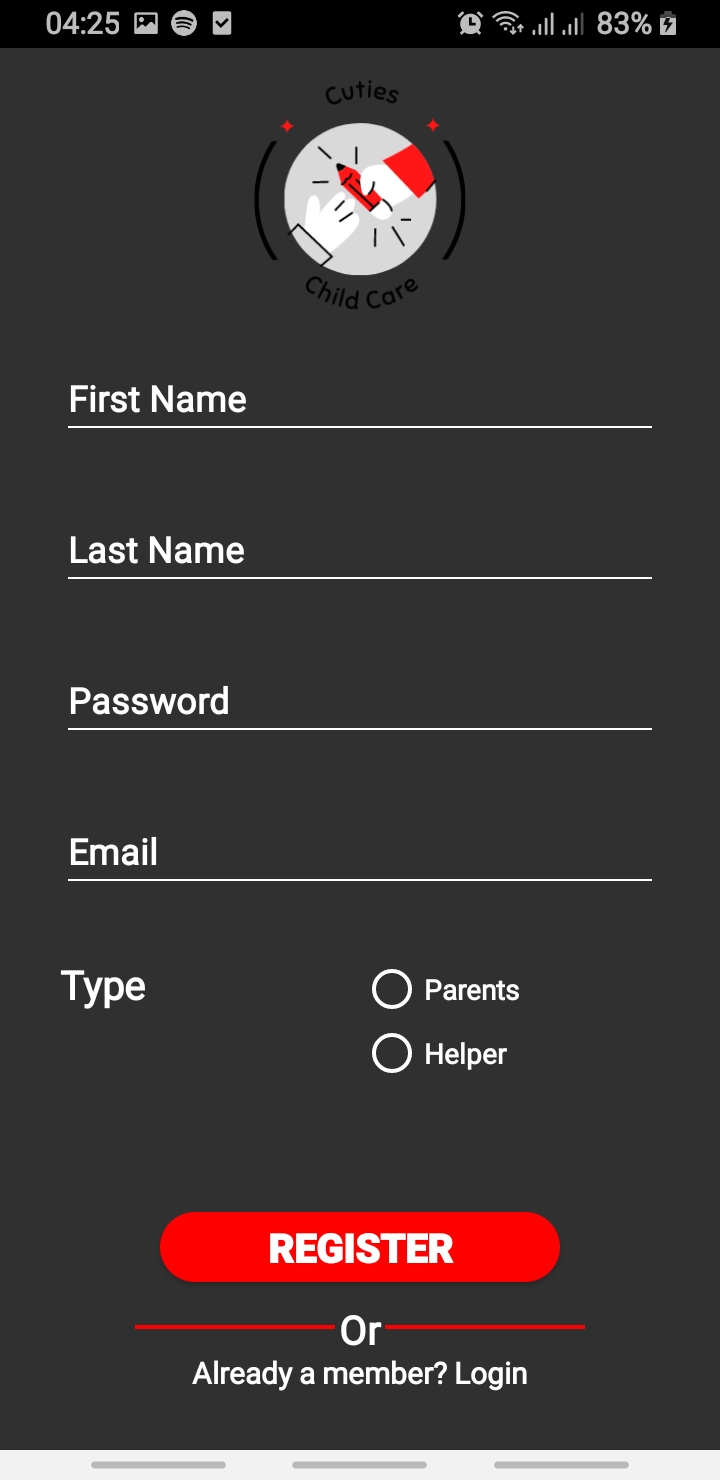 04:25 83%
Cuties
Child Care
First Name
Last Name
Password
Email
Type
Parents
Helper
REGISTER
Or
Already a member? Login